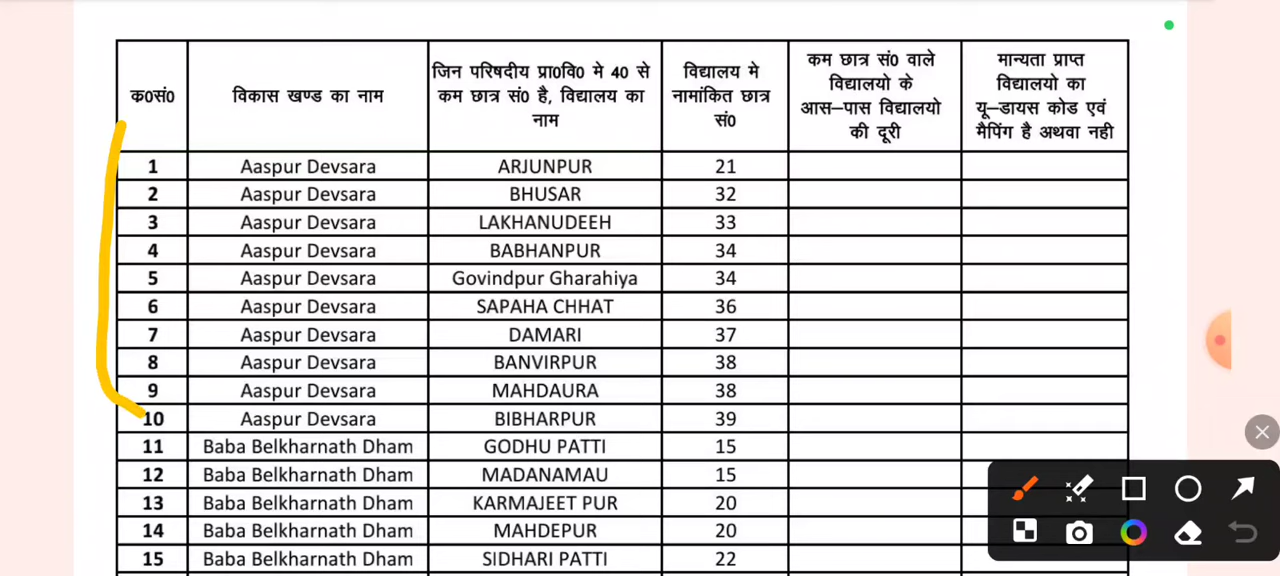 क0सं0 विकास खण्ड का नाम जिन परिषदीय प्रा0वि0 मे 40 से कम छात्र सं0 है, विद्यालय का नाम विद्यालय मे नामांकित छात्र सं0 कम छात्र सं0 वाले विद्यालयो के आस–पास विद्यालयो की दूरी मान्यता प्राप्त विद्यालयो का यू–डायस कोड एवं मैपिंग है अथवा नही
1 Aaspur Devsara ARJUNPUR 21
2 Aaspur Devsara BHUSAR 32
3 Aaspur Devsara LAKHANUDEEH 33
4 Aaspur Devsara BABHANPUR 34
5 Aaspur Devsara Govindpur Gharahiya 34
6 Aaspur Devsara SAPAHA CHHAT 36
7 Aaspur Devsara DAMARI 37
8 Aaspur Devsara BANVIRPUR 38
9 Aaspur Devsara MAHDAURA 38
10 Aaspur Devsara BIBHARPUR 39
11 Baba Belkharnath Dham GODHU PATTI 15
12 Baba Belkharnath Dham MADANAMAU 15
13 Baba Belkharnath Dham KARMAJEET PUR 20
14 Baba Belkharnath Dham MAHDEPUR 20
15 Baba Belkharnath Dham SIDHARI PATTI 22